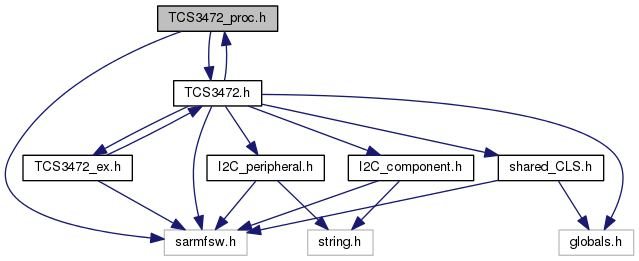 TCS3472_proc.h
TCS3472.h
TCS3472_ex.h
I2C_peripheral.h
I2C_component.h
shared_CLS.h
sarmfsw.h
string.h
globals.h